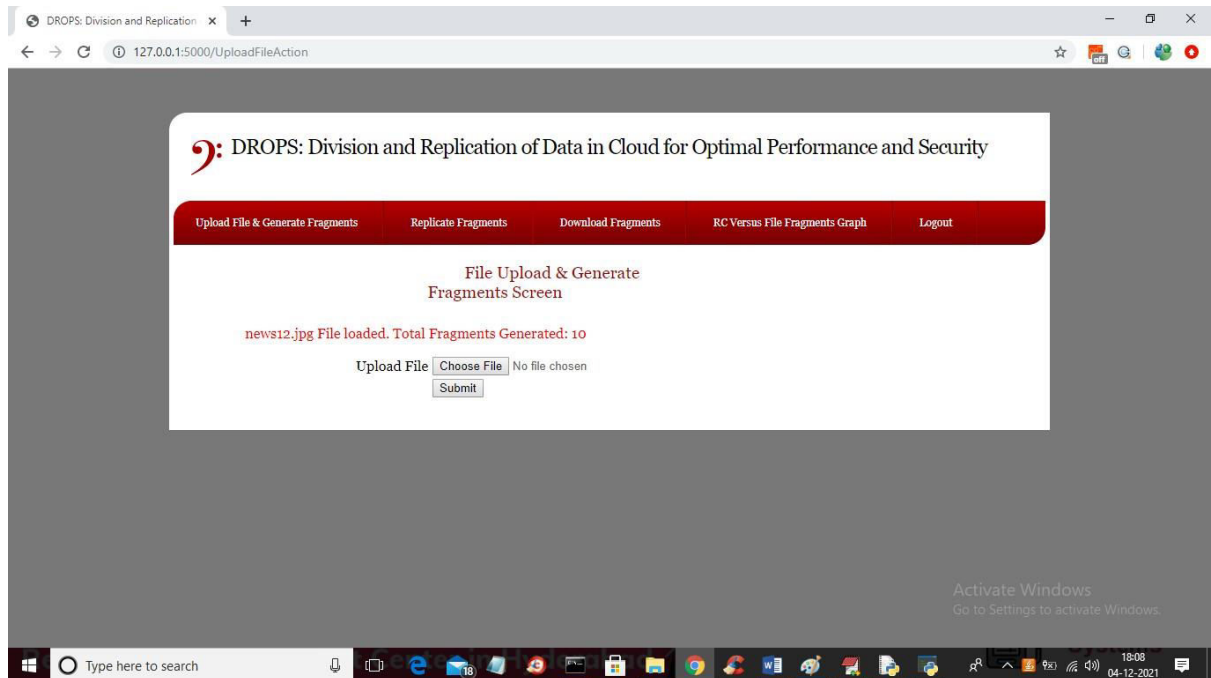 DROPS: Division and Replication
127.0.0.1:5000/UploadFileAction
off
DROPS: Division and Replication of Data in Cloud for Optimal Performance and Security
Upload File & Generate Fragments Replicate Fragments Download Fragments RC Versus File Fragments Graph Logout
File Upload & Generate
Fragments Screen
news12.jpg File loaded. Total Fragments Generated: 10
Upload File Choose File No file chosen
Submit
Activate Windows
Go to Settings to activate Windows.
Systems
Type here to search
18
18:08
04-12-2021